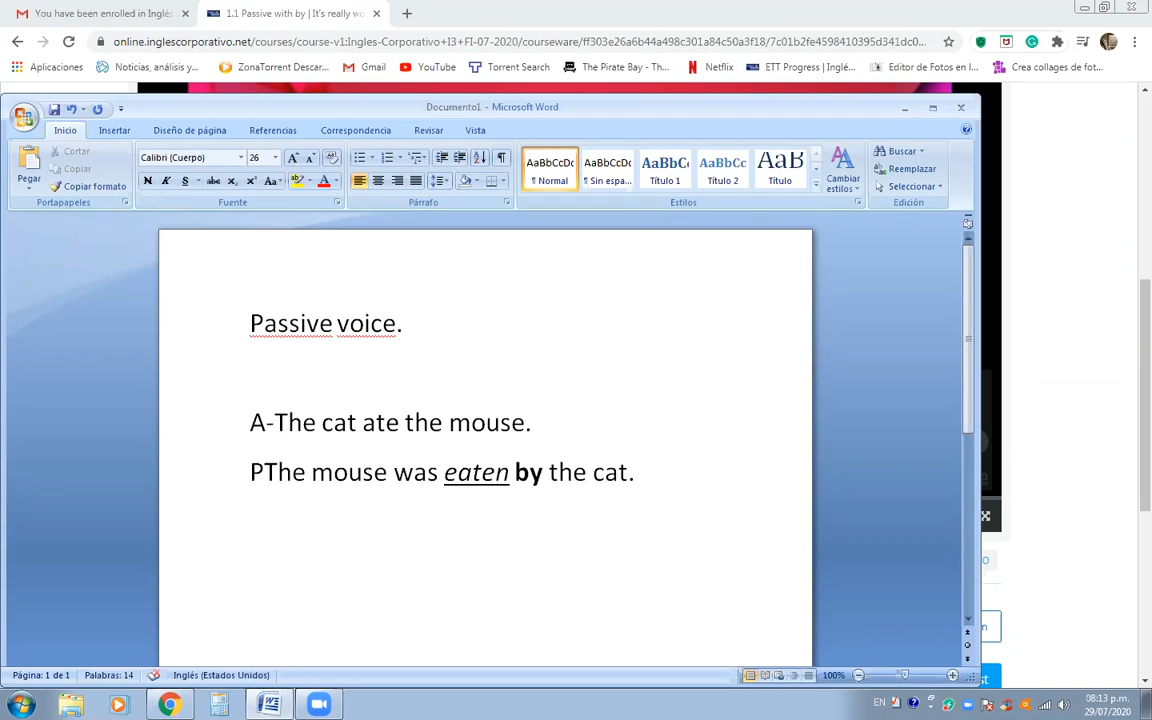 You have been enrolled in Inglés
1.1 Passive with by | It's really wo
online.inglescorporativo.net/courses/course-v1:Ingles-Corporativo+I3+FI-07-2020/courseware/ff303e26a6b44a498c301a84c50a3f18/7c01b2fe4598410395d341dc0...
Aplicaciones
Noticias, análisis y...
ZonaTorrent Descar...
Gmail
YouTube
Torrent Search
The Pirate Bay - Th...
Netflix
ETT Progress | Inglé...
Editor de Fotos en l...
Crea collages de fo...
Documento1 - Microsoft Word
Inicio
Insertar
Diseño de página
Referencias
Correspondencia
Revisar
Vista
Pegar
Cortar
Copiar
Copiar formato
Portapapeles
Calibri (Cuerpo)
26
Fuente
Párrafo
AaBbCcDc
¶ Normal
AaBbCcDc
¶ Sin espa...
AaBbC
Título 1
AaBbCc
Título 2
AaB
Título
Cambiar estilos
Estilos
Buscar
Reemplazar
Seleccionar
Edición
Passive voice.
A-The cat ate the mouse.
PThe mouse was eaten by the cat.
Página: 1 de 1
Palabras: 14
Inglés (Estados Unidos)
100%
EN
08:13 p.m.
29/07/2020